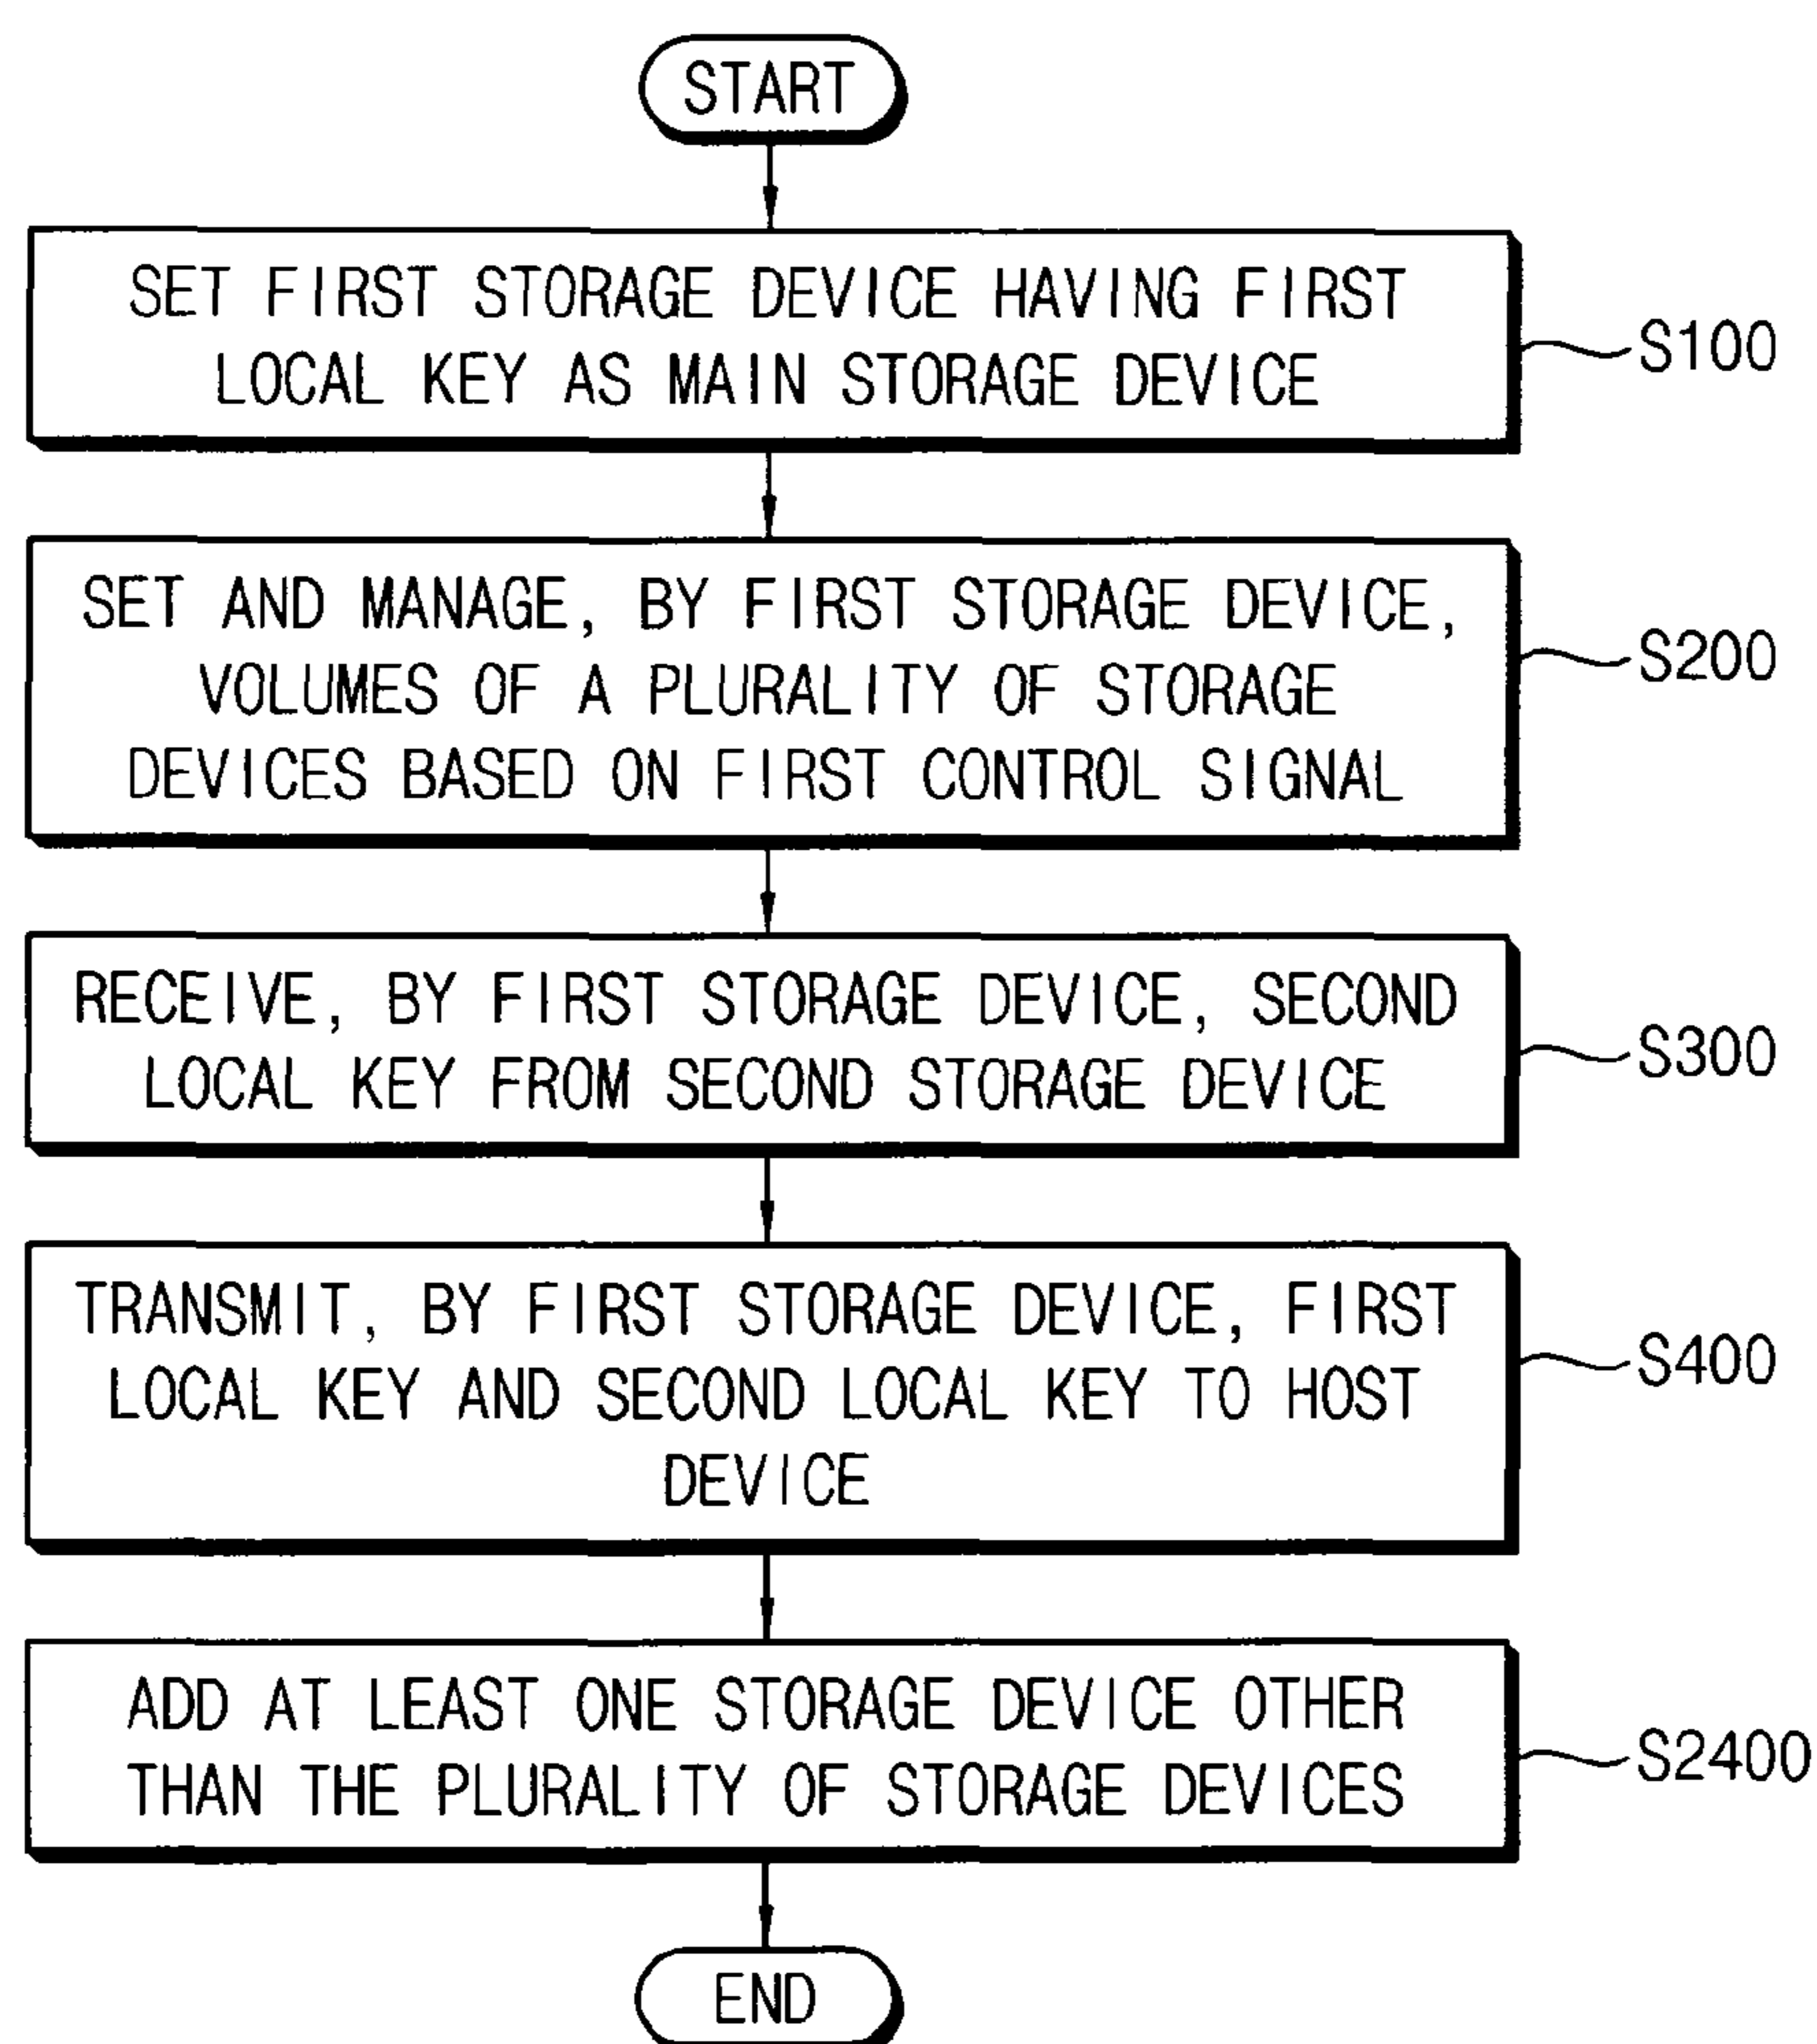 START
SET FIRST STORAGE DEVICE HAVING FIRST
LOCAL KEY AS MAIN STORAGE DEVICE
S100
SET AND MANAGE, BY FIRST STORAGE DEVICE,
VOLUMES OF A PLURALITY OF STORAGE
DEVICES BASED ON FIRST CONTROL SIGNAL
S200
RECEIVE, BY FIRST STORAGE DEVICE, SECOND
LOCAL KEY FROM SECOND STORAGE DEVICE
S300
TRANSMIT, BY FIRST STORAGE DEVICE, FIRST
LOCAL KEY AND SECOND LOCAL KEY TO HOST
DEVICE
S400
ADD AT LEAST ONE STORAGE DEVICE OTHER
THAN THE PLURALITY OF STORAGE DEVICES
S2400
END